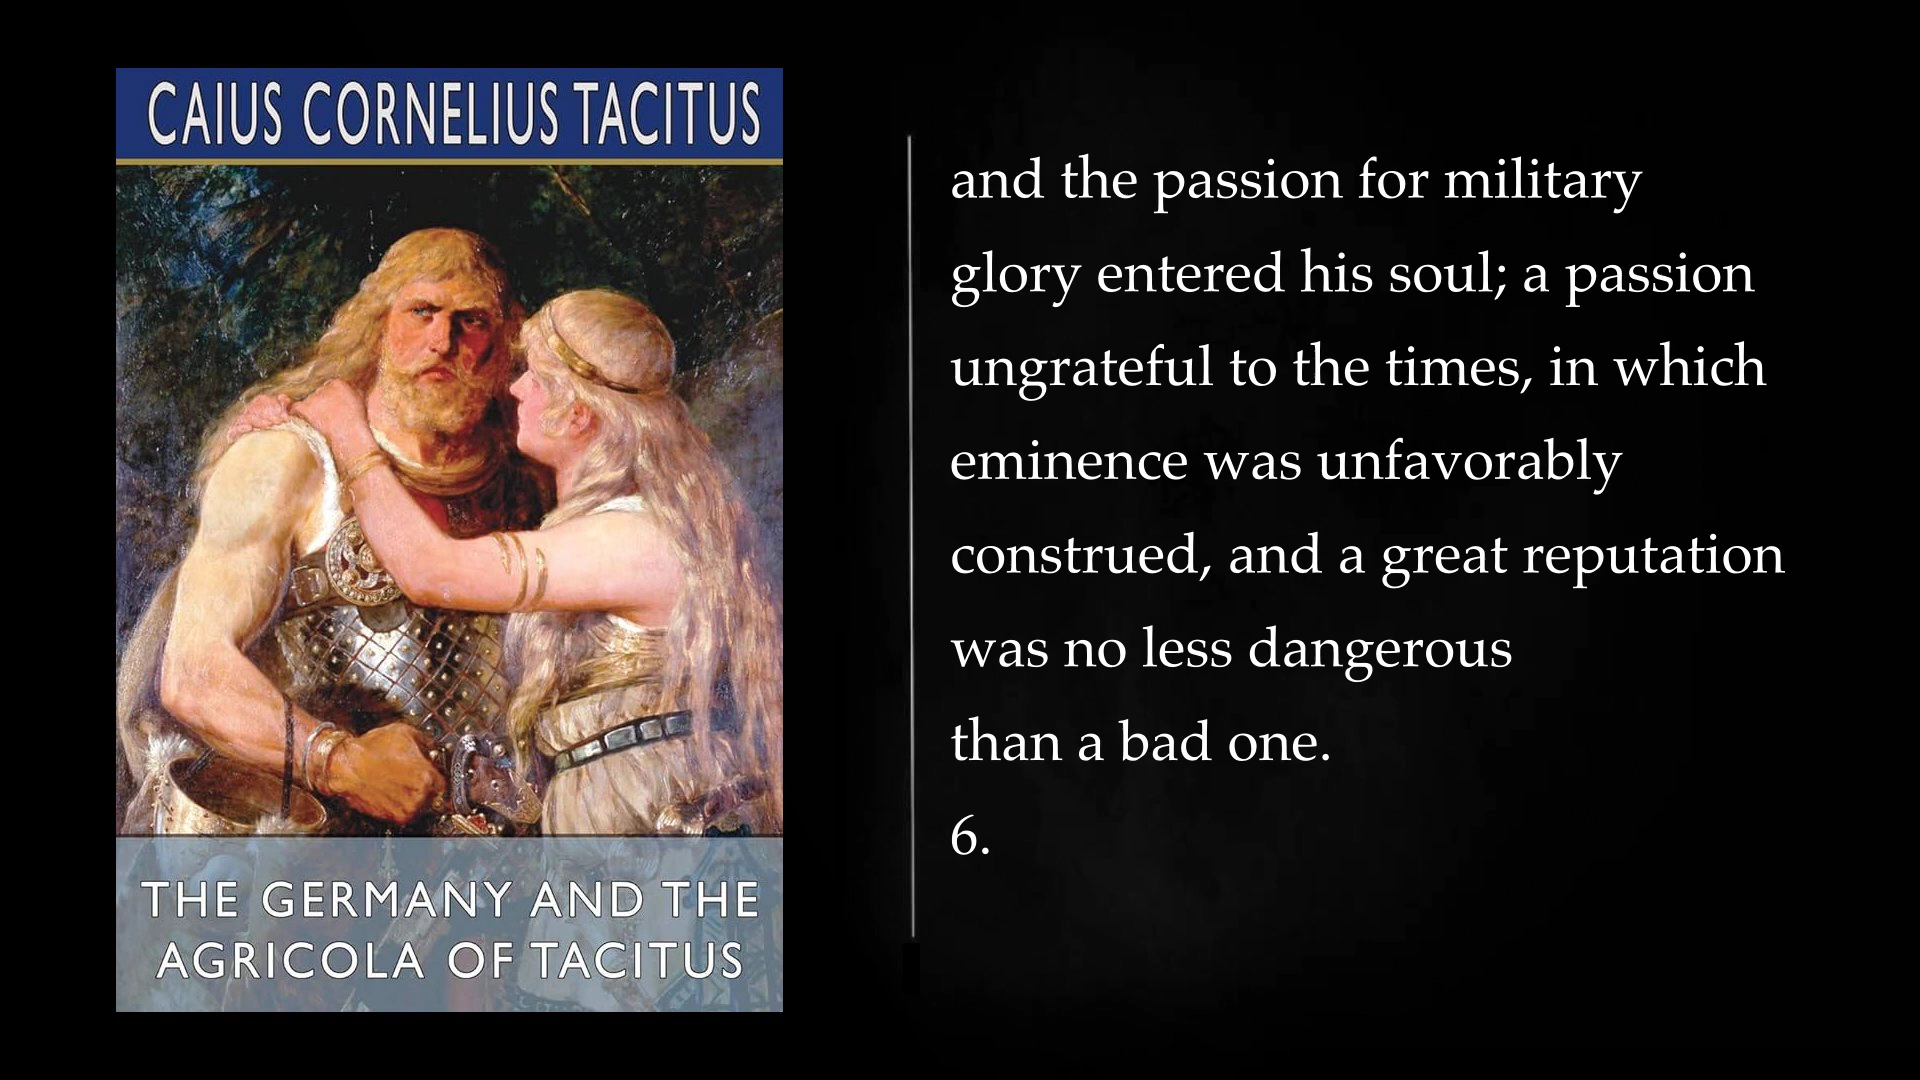 CAIUS CORNELIUS TACITUS
THE GERMANY AND THE
AGRICOLA OF TACITUS
and the passion for military
glory entered his soul; a passion
ungrateful to the times, in which
eminence was unfavorably
construed, and a great reputation
was no less dangerous
than a bad one.
6.